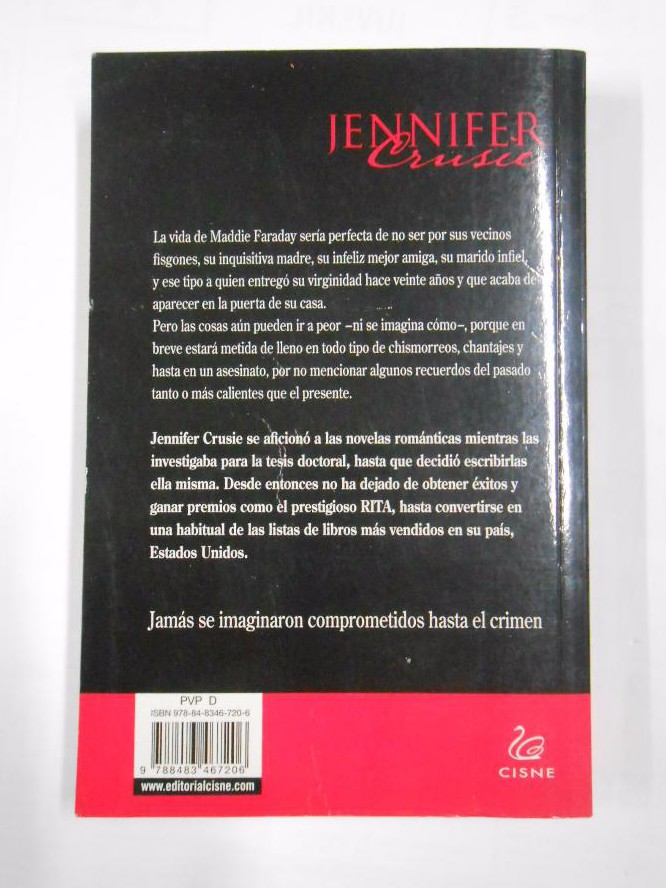 JENNIFER
Crusie
La vida de Maddie Faraday sería perfecta de no ser por sus vecinos
fisgones, su inquisitiva madre, su infeliz mejor amiga, su marido infiel,
y ese tipo a quien entregó su virginidad hace veinte años y que acaba de
aparecer en la puerta de su casa.
Pero las cosas aún pueden ir a peor –ni se imagina cómo–, porque en
breve estará metida de lleno en todo tipo de chismorreos, chantajes y
hasta en un asesinato, por no mencionar algunos recuerdos del pasado
tanto o más calientes que el presente.
Jennifer Crusie se aficionó a las novelas románticas mientras las
investigaba para la tesis doctoral, hasta que decidió escribirlas
ella misma. Desde entonces no ha dejado de obtener éxitos y
ganar premios como el prestigioso RITA, hasta convertirse en
una habitual de las listas de libros más vendidos en su país,
Estados Unidos.
Jamás se imaginaron comprometidos hasta el crimen
PVP D
ISBN 978-84-8346-720-6
9 788483 467206
www.editorialcisne.com
CISNE